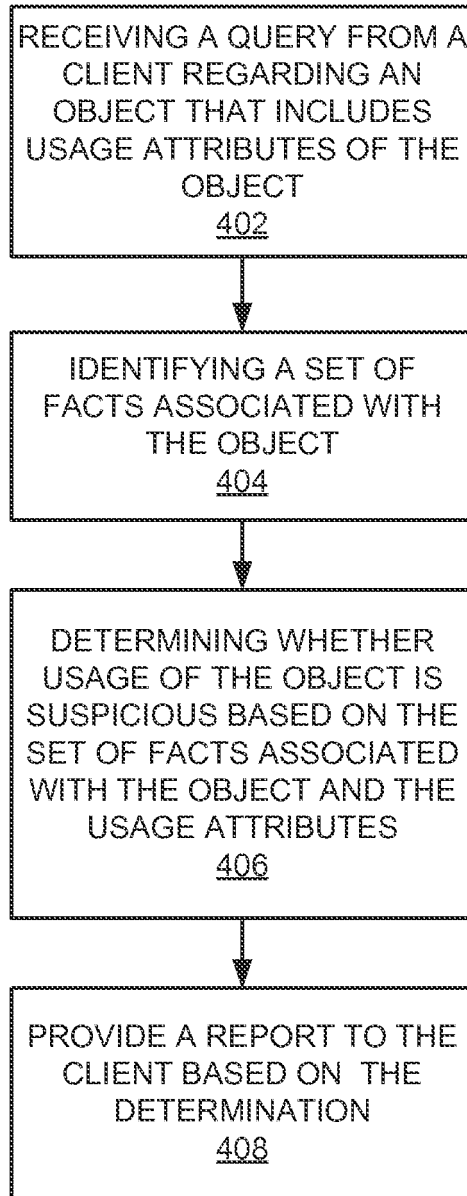 RECEIVING A QUERY FROM A
CLIENT REGARDING AN
OBJECT THAT INCLUDES
USAGE ATTRIBUTES OF THE
OBJECT
402
IDENTIFYING A SET OF
FACTS ASSOCIATED WITH
THE OBJECT
404
DETERMINING WHETHER
USAGE OF THE OBJECT IS
SUSPICIOUS BASED ON THE
SET OF FACTS ASSOCIATED
WITH THE OBJECT AND THE
USAGE ATTRIBUTES
406
PROVIDE A REPORT TO THE
CLIENT BASED ON THE
DETERMINATION
408